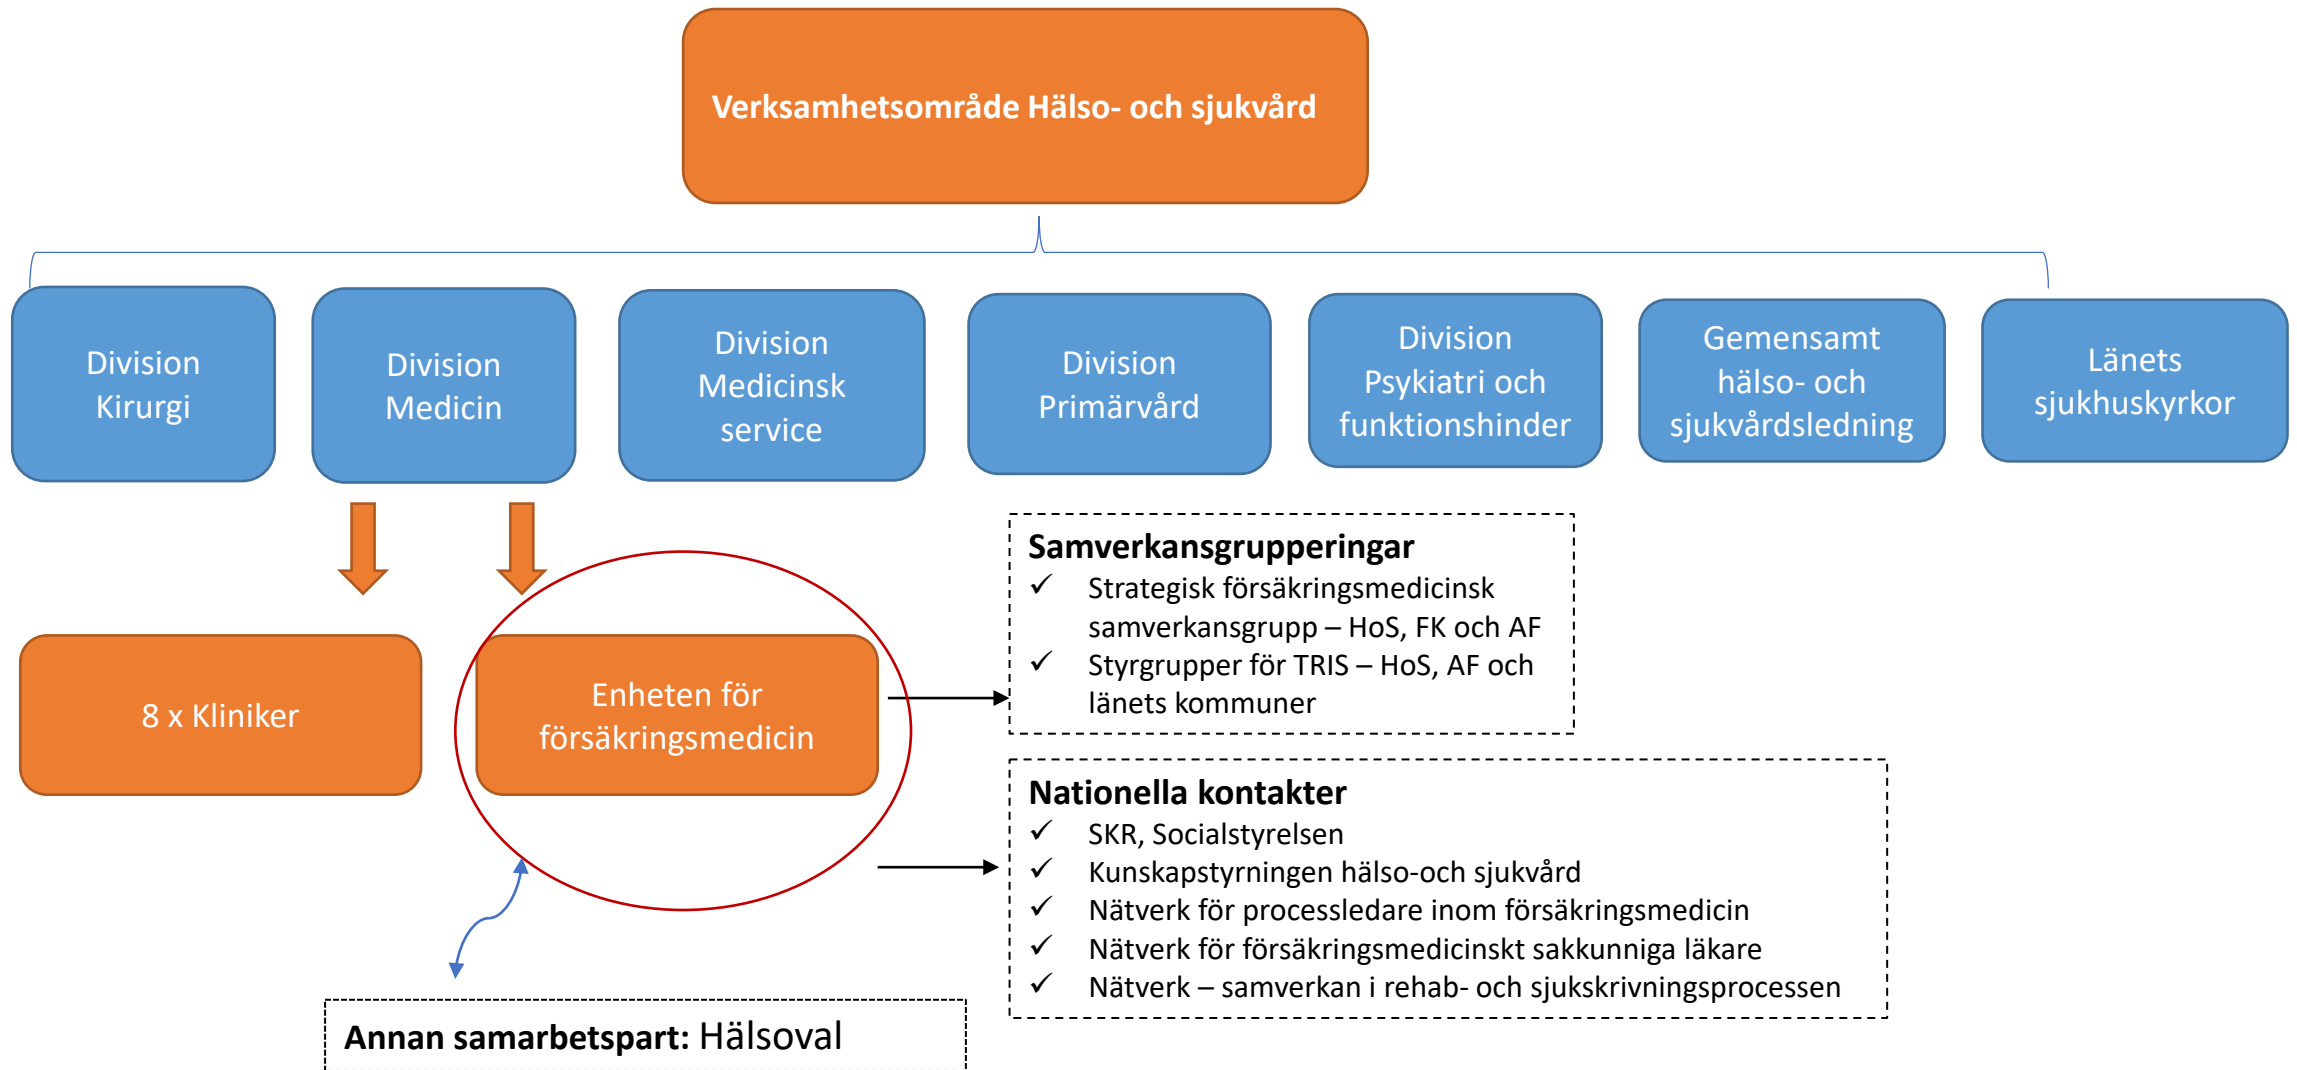 Verksamhetsområde Hälso- och sjukvård
Division
Kirurgi
Division
Medicin
Division
Medicinsk
service
Division
Primärvård
Division
Psykiatri och
funktionshinder
Gemensamt
hälso- och
sjukvårdsledning
Länets
sjukhuskyrkor
8 x Kliniker
Enheten för
försäkringsmedicin
Samverkansgrupperingar
✓ Strategisk försäkringsmedicinsk
samverkansgrupp – HoS, FK och AF
✓ Styrgrupper för TRIS – HoS, AF och
länets kommuner
Nationella kontakter
✓ SKR, Socialstyrelsen
✓ Kunskapstyrningen hälso-och sjukvård
✓ Nätverk för processledare inom försäkringsmedicin
✓ Nätverk för försäkringsmedicinskt sakkunniga läkare
✓ Nätverk – samverkan i rehab- och sjukskrivningsprocessen
Annan samarbetspart: Hälsoval